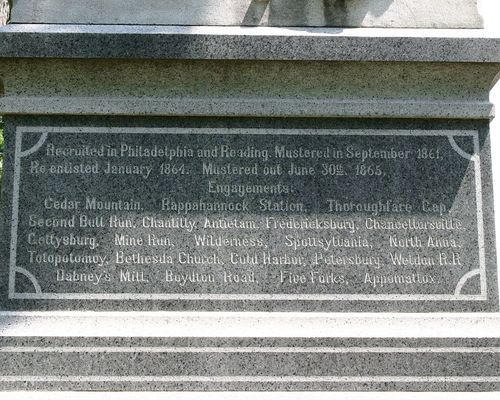 Recruited in Philadelphia and Reading. Mustered in September 1861.
Re enlisted January 1864. Mustered out June 30th, 1865.
Engagements:
Cedar Mountain, Rappahannock Station, Thoroughfare Gap,
Second Bull Run, Chantilly, Antietam, Fredericksburg, Chancellorsville,
Gettysburg, Mine Run, Wilderness, Spottsylvania, North Anna,
Totopotomoy, Bethesda Church, Cold Harbor, Petersburg, Weldon R.R.
Dabney's Mill, Boydton Road, Five Forks, Appomattox.